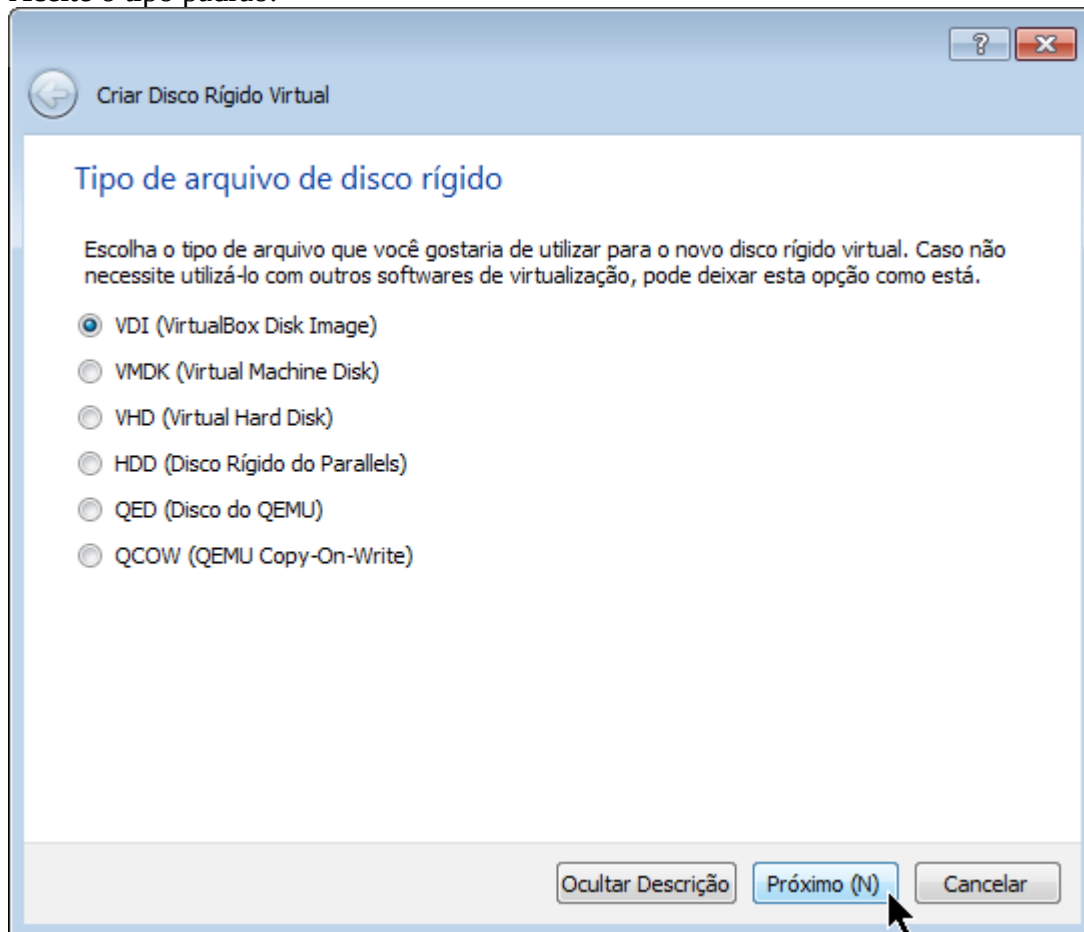 Aceite o tipo padrão.
?
Criar Disco Rígido Virtual
Tipo de arquivo de disco rígido
Escolha o tipo de arquivo que você gostaria de utilizar para o novo disco rígido virtual. Caso não
necessite utilizá-lo com outros softwares de virtualização, pode deixar esta opção como está.
VDI (VirtualBox Disk Image)
VMDK (Virtual Machine Disk)
VHD (Virtual Hard Disk)
HDD (Disco Rígido do Parallels)
QED (Disco do QEMU)
QCOW (QEMU Copy-On-Write)
Ocultar Descrição Próximo (N) Cancelar